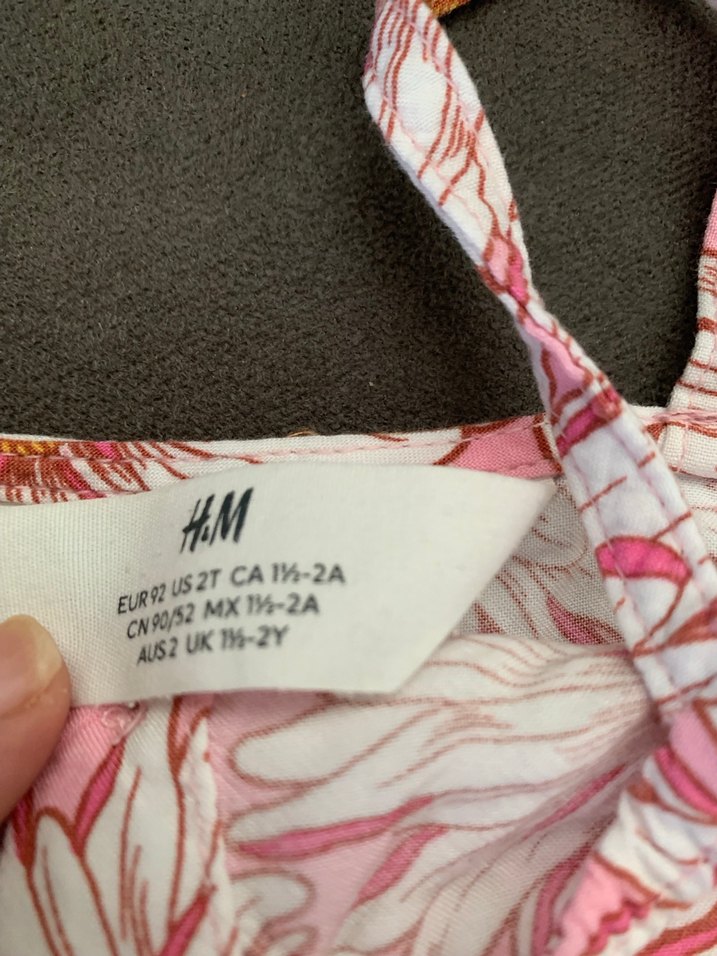 H&M
EUR 92 US 2T CA 1½-2A
CN 90/52 MX 1½-2A
AUS 2 UK 1½-2Y